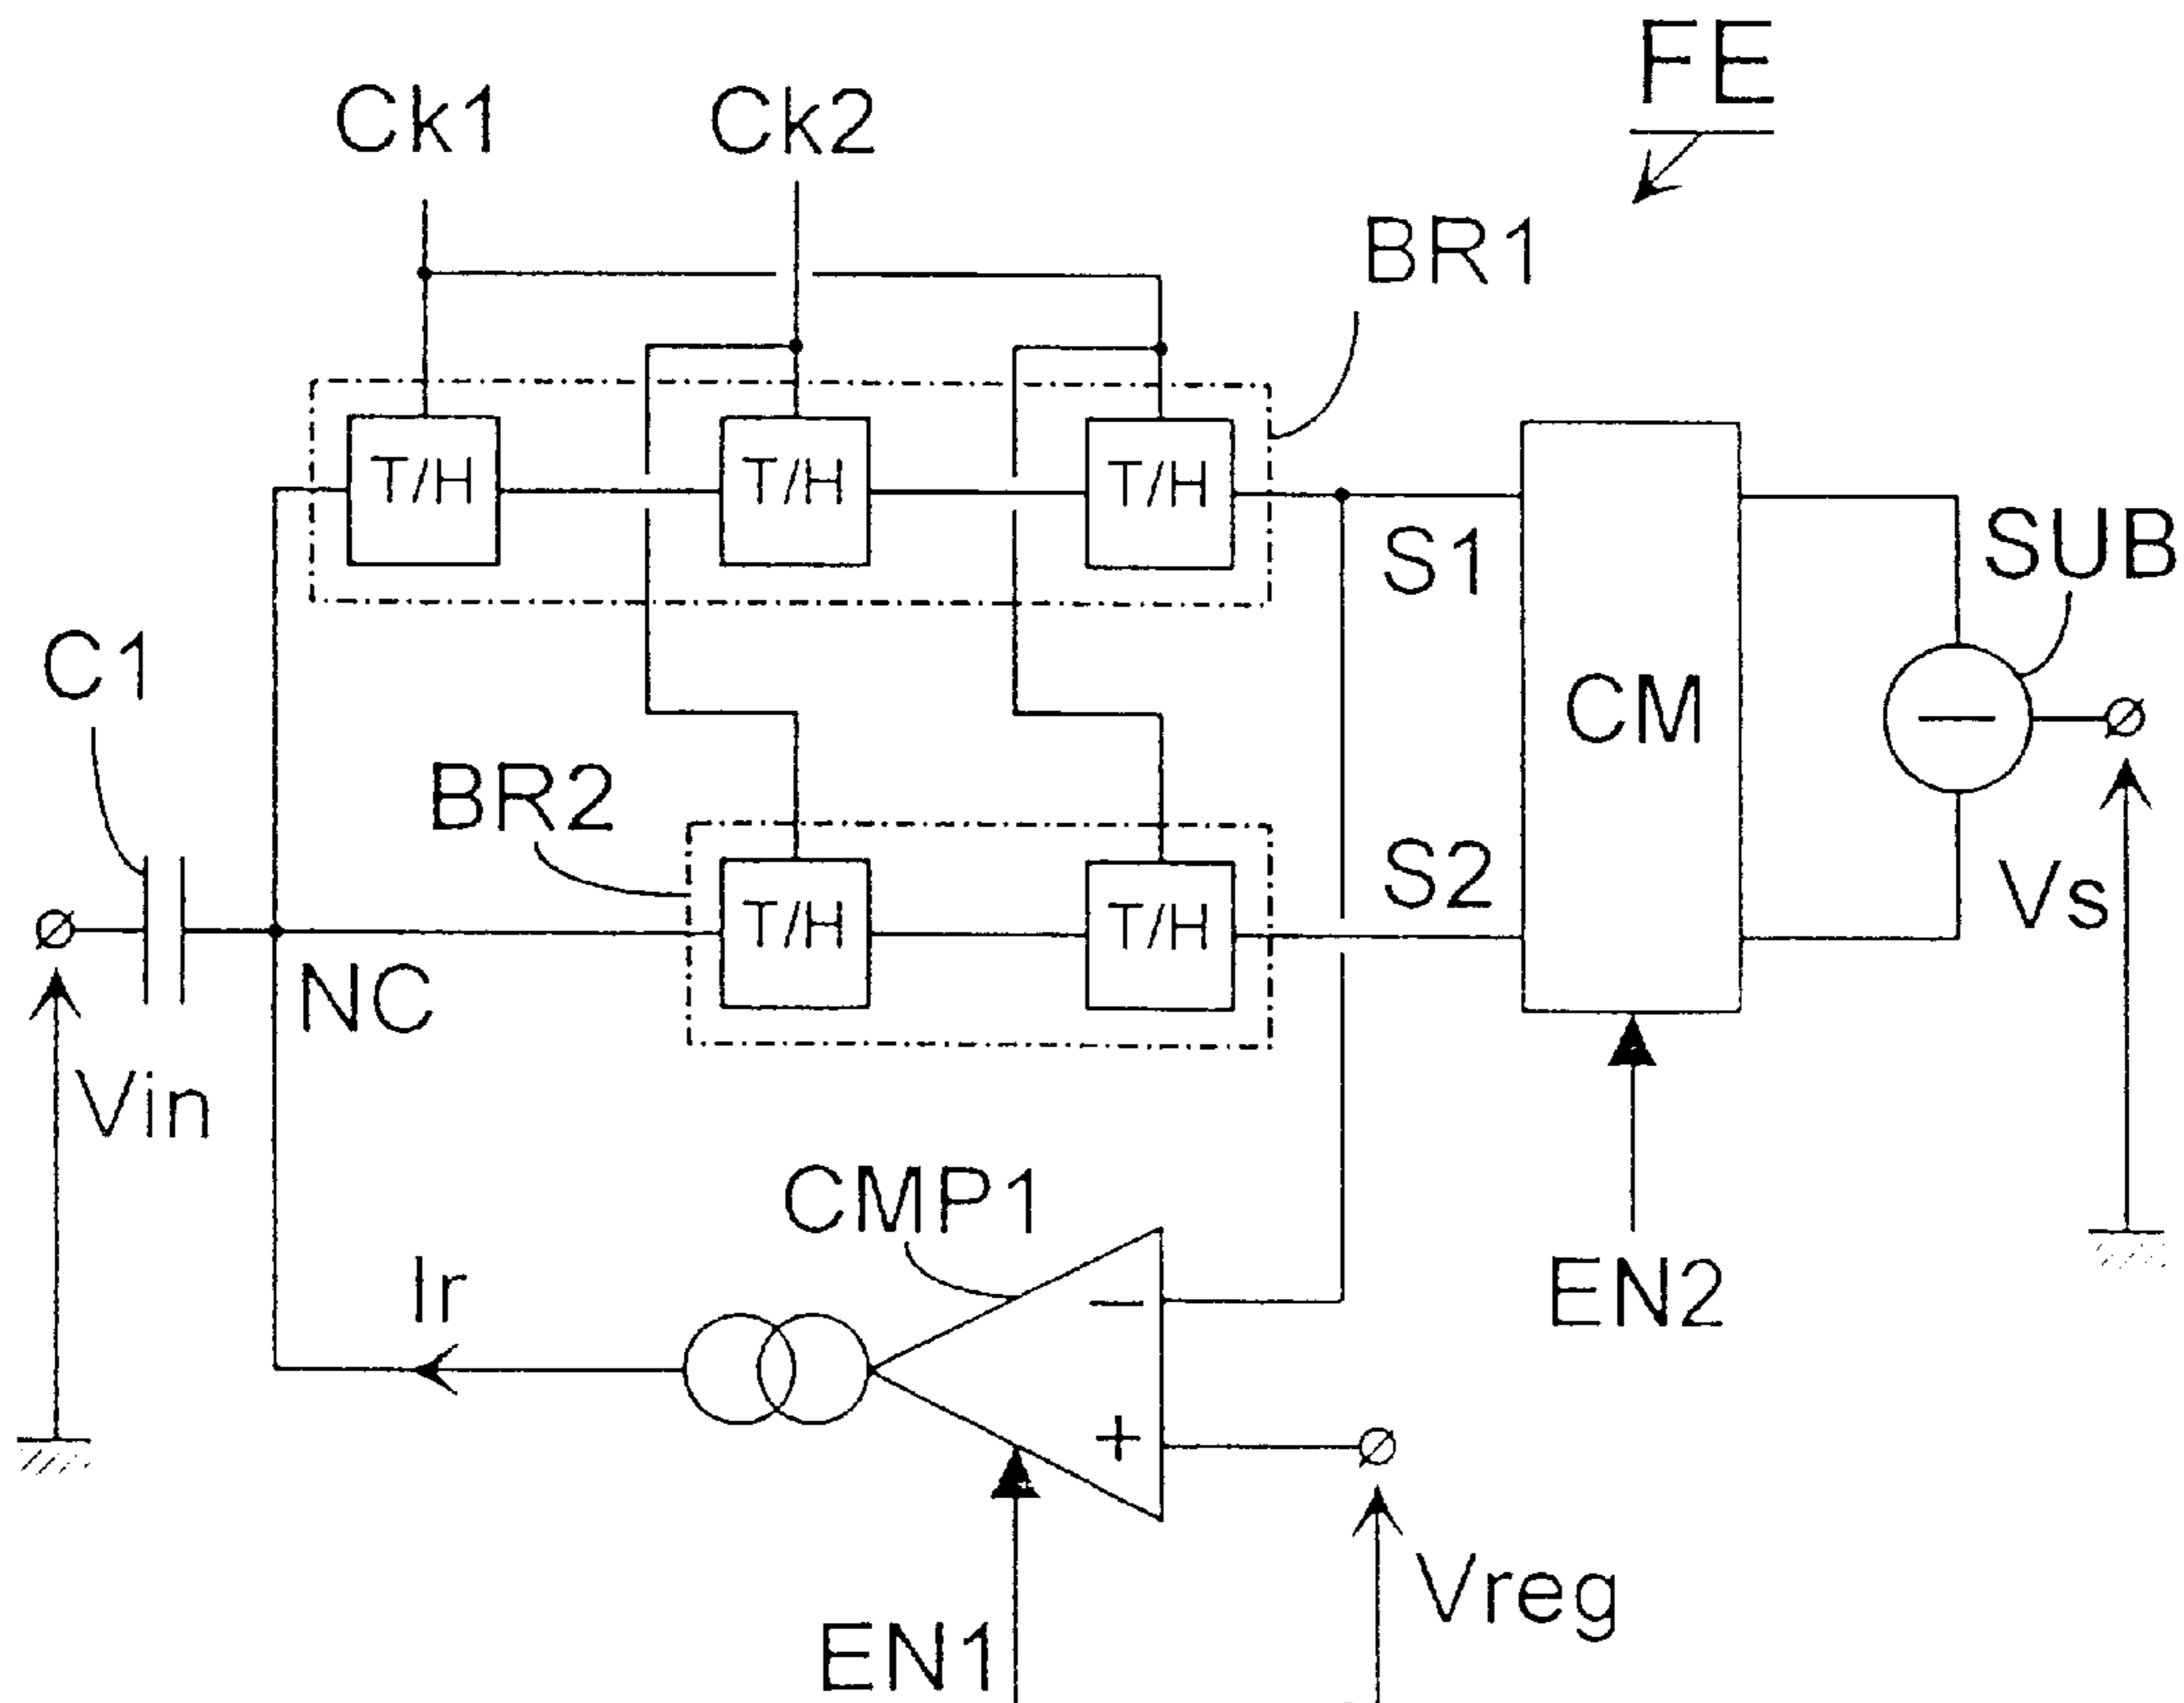 FE
Ck1 Ck2
BR1
T/H T/H T/H
S1
SUB
C1
CM
BR2
S2
Vs
T/H T/H
NC
Vin
CMP1
Ir
−
EN2
+
Vreg
EN1